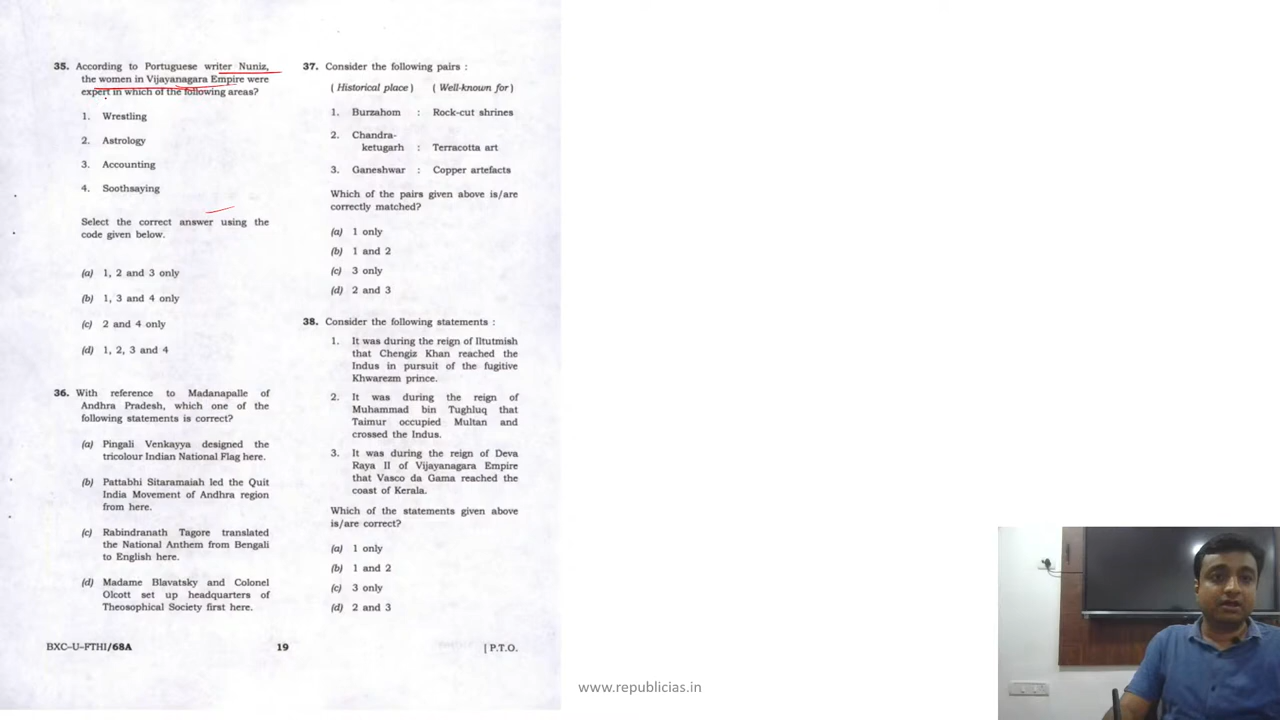 35. According to Portuguese writer Nuniz,
the women in Vijayanagara Empire were
expert in which of the following areas?
1. Wrestling
2. Astrology
3. Accounting
4. Soothsaying
Select the correct answer using the
code given below.
(a) 1, 2 and 3 only
(b) 1, 3 and 4 only
(c) 2 and 4 only
(d) 1, 2, 3 and 4
36. With reference to Madanapalle of
Andhra Pradesh, which one of the
following statements is correct?
(a) Pingali Venkayya designed the
tricolour Indian National Flag here.
(b) Pattabhi Sitaramaiah led the Quit
India Movement of Andhra region
from here.
(c) Rabindranath Tagore translated
the National Anthem from Bengali
to English here.
(d) Madame Blavatsky and Colonel
Olcott set up headquarters of
Theosophical Society first here.
37. Consider the following pairs :
( Historical place ) ( Well-known for )
1. Burzahom : Rock-cut shrines
2. Chandra-
ketugarh : Terracotta art
3. Ganeshwar : Copper artefacts
Which of the pairs given above is/are
correctly matched?
(a) 1 only
(b) 1 and 2
(c) 3 only
(d) 2 and 3
38. Consider the following statements :
1. It was during the reign of Iltutmish
that Chengiz Khan reached the
Indus in pursuit of the fugitive
Khwarezm prince.
2. It was during the reign of
Muhammad bin Tughluq that
Taimur occupied Multan and
crossed the Indus.
3. It was during the reign of Deva
Raya II of Vijayanagara Empire
that Vasco da Gama reached the
coast of Kerala.
Which of the statements given above
is/are correct?
(a) 1 only
(b) 1 and 2
(c) 3 only
(d) 2 and 3
BXC–U–FTHI/68A 19 [ P.T.O.
www.republicias.in